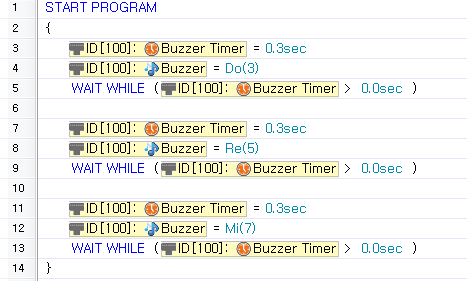 1 START PROGRAM
2 {
3 ID[100]: Buzzer Timer = 0.3sec
4 ID[100]: Buzzer = Do(3)
5 WAIT WHILE ( ID[100]: Buzzer Timer > 0.0sec )
6
7 ID[100]: Buzzer Timer = 0.3sec
8 ID[100]: Buzzer = Re(5)
9 WAIT WHILE ( ID[100]: Buzzer Timer > 0.0sec )
10
11 ID[100]: Buzzer Timer = 0.3sec
12 ID[100]: Buzzer = Mi(7)
13 WAIT WHILE ( ID[100]: Buzzer Timer > 0.0sec )
14 }